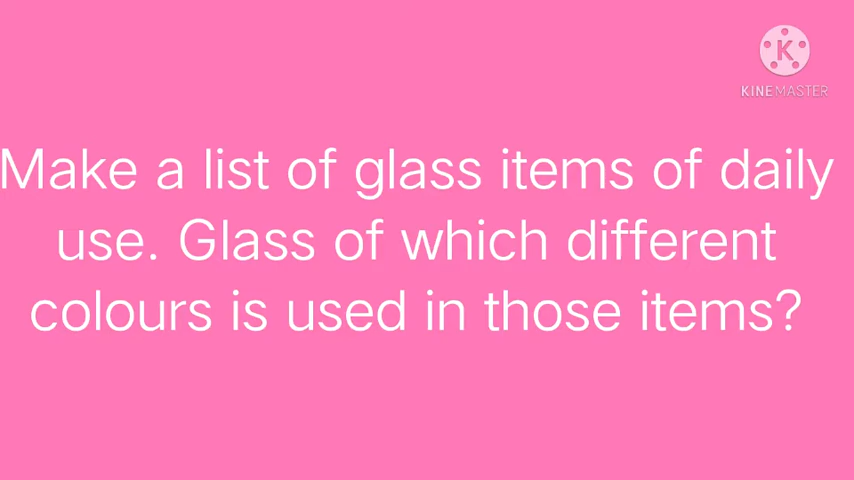 K
KINEMASTER
Make a list of glass items of daily
use. Glass of which different
colours is used in those items?